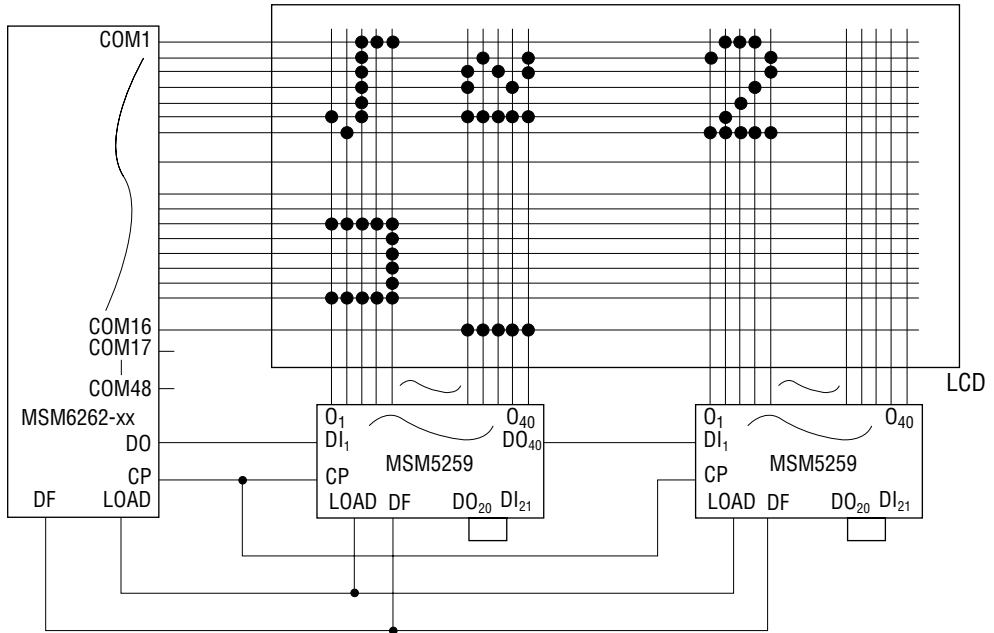 COM1
COM16
COM17
COM48
LCD
MSM6262-xx
O₁ O₄₀ O₁ O₄₀
DO DI₁ DO₄₀ DI₁
MSM5259 MSM5259
CP CP CP
DF LOAD LOAD DF DO₂₀ DI₂₁ LOAD DF DO₂₀ DI₂₁